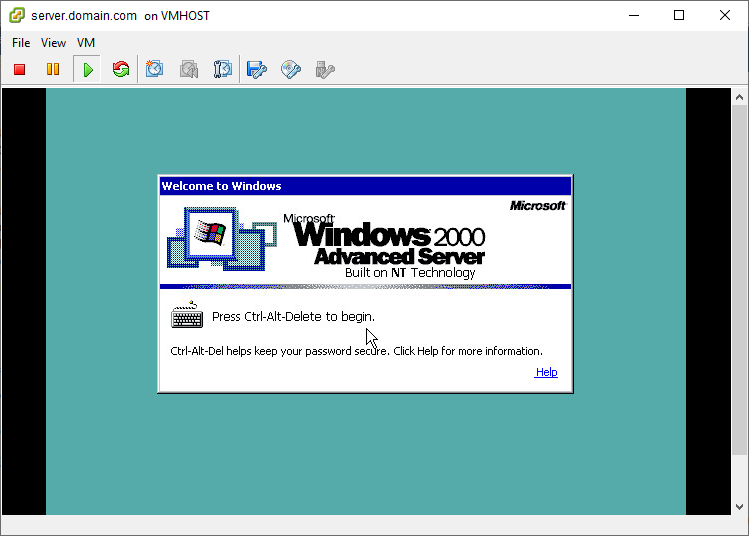 server.domain.com on VMHOST
File View VM
Welcome to Windows
Microsoft
Microsoft
Windows 2000
Advanced Server
Built on NT Technology
Press Ctrl-Alt-Delete to begin.
Ctrl-Alt-Del helps keep your password secure. Click Help for more information.
Help